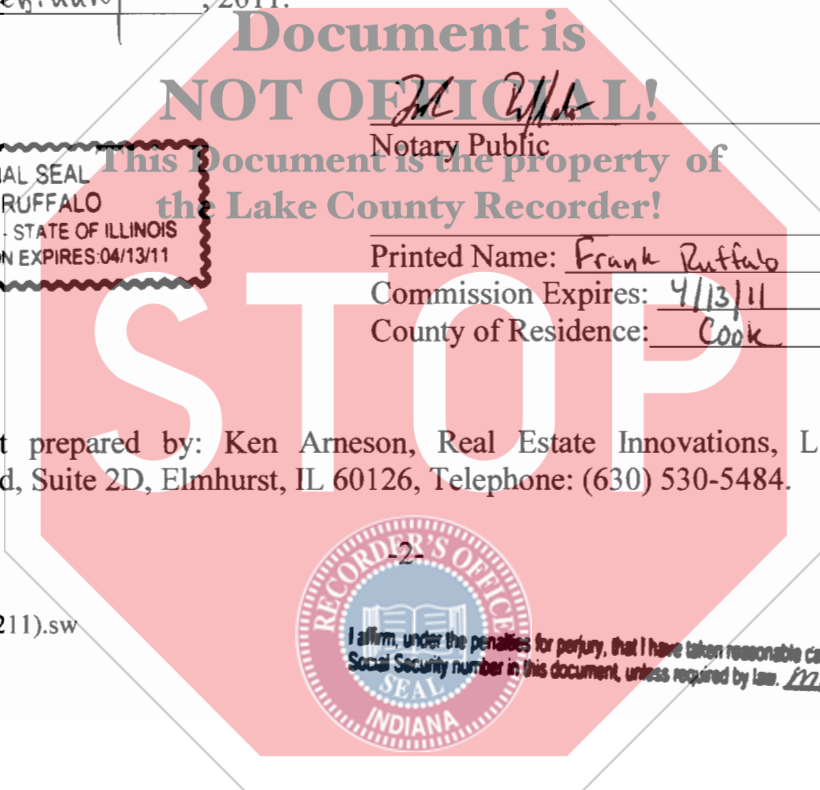 , 2011.
Document is
NOT OFFICIAL!
This Document is the property of
the Lake County Recorder!
STOP
Notary Public
IAL SEAL
RUFFALO
- STATE OF ILLINOIS
N EXPIRES:04/13/11
Printed Name: Frank Ruffalo
Commission Expires: 4/13/11
County of Residence: Cook
t prepared by: Ken Arneson, Real Estate Innovations, L
d, Suite 2D, Elmhurst, IL 60126, Telephone: (630) 530-5484.
-2-
RECORDER'S OFFICE
SEAL
INDIANA
211).sw
I affirm, under the penalties for perjury, that I have taken reasonable ca
Social Security number in this document, unless required by law.